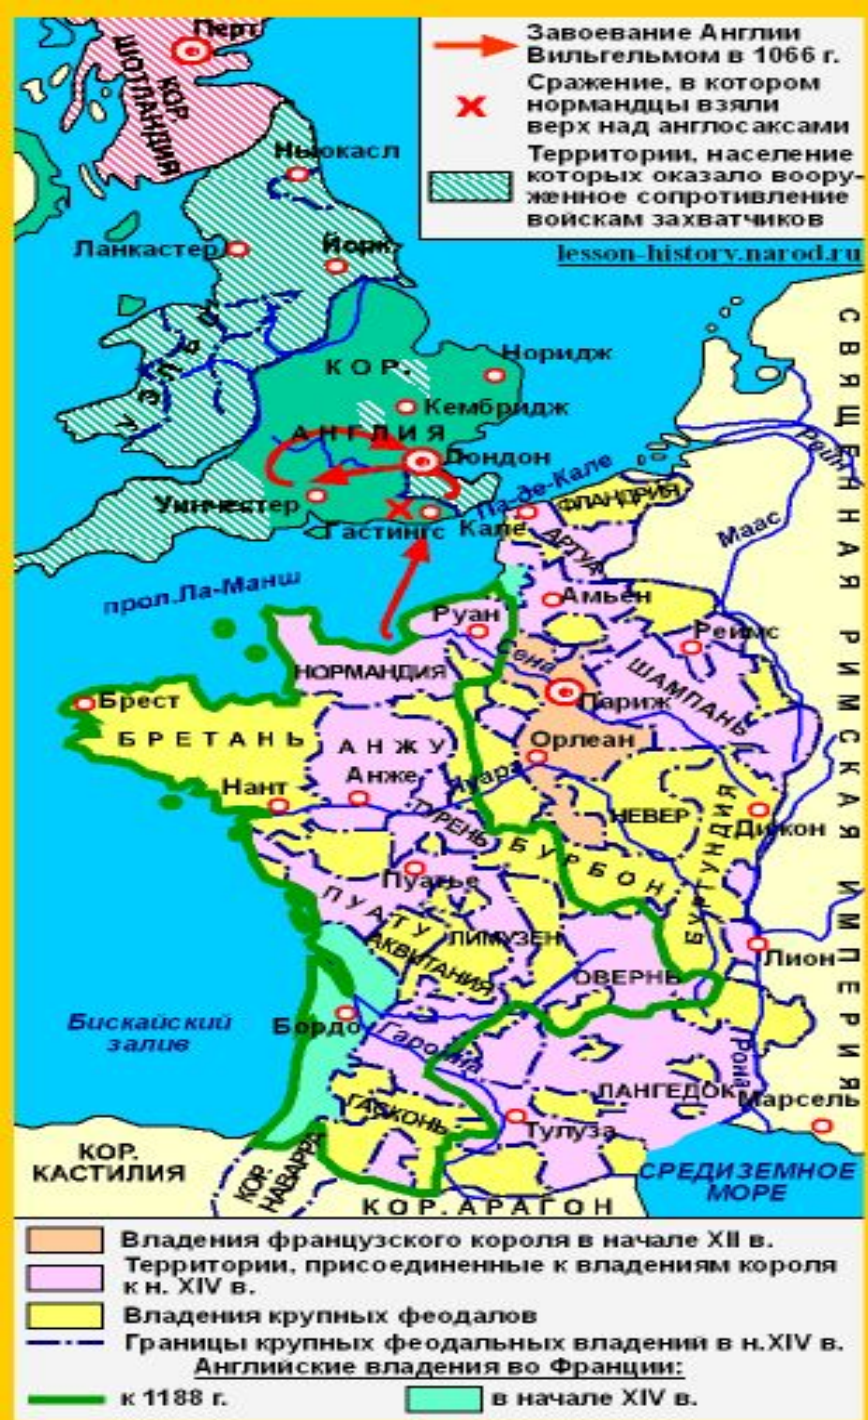 Перт
КОР. ШОТЛАНДИЯ
Завоевание Англии
Вильгельмом в 1066 г.
Сражение, в котором
нормандцы взяли
верх над англосаксами
Территории, население
которых оказало воору-
женное сопротивление
войскам захватчиков
lesson-history.narod.ru
Ньюкасл
Ланкастер
Йорк
УЭЛЬС
КОР.
АНГЛИЯ
Норидж
Кембридж
Лондон
Уинчестер
Гастингс
Па-де-Кале
Кале
ФЛАНДРИЯ
АРТУА
Рейн
Маас
СВЯЩЕННАЯ РИМСКАЯ ИМПЕРИЯ
прол.Ла-Манш
Амьен
Руан
Реймс
Сена
НОРМАНДИЯ
ШАМПАНЬ
Париж
Брест
БРЕТАНЬ
АНЖУ
Орлеан
Анже
Луара
Нант
ТУРЕНЬ
НЕВЕР
Дижон
БУРБОН
БУРГУНДИЯ
Пуатье
ПУАТУ
ЛИМУЗЕН
АКВИТАНИЯ
Лион
ОВЕРНЬ
Бискайский
залив
Бордо
Гаронна
Рона
ЛАНГЕДОК
Марсель
ГАСКОНЬ
Тулуза
КОР.
КАСТИЛИЯ
КОР.
НАВАРРА
КОР.АРАГОН
СРЕДИЗЕМНОЕ
МОРЕ
Владения французского короля в начале XII в.
Территории, присоединенные к владениям короля
к н. XIV в.
Владения крупных феодалов
Границы крупных феодальных владений в н.XIV в.
Английские владения во Франции:
к 1188 г.
в начале XIV в.